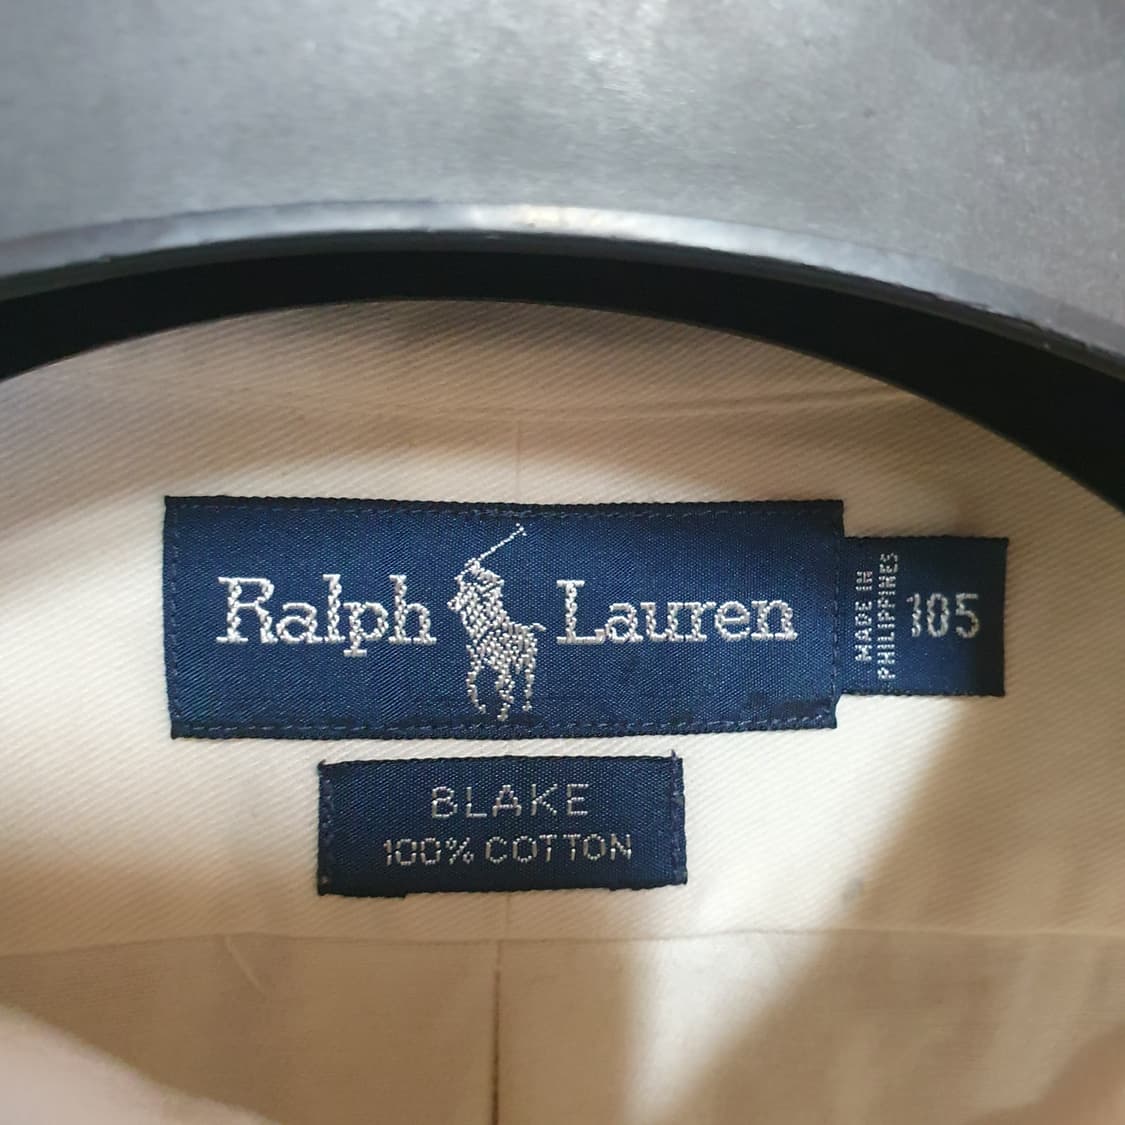 Ralph Lauren
MADE IN
PHILIPPINES
105
BLAKE
100% COTTON